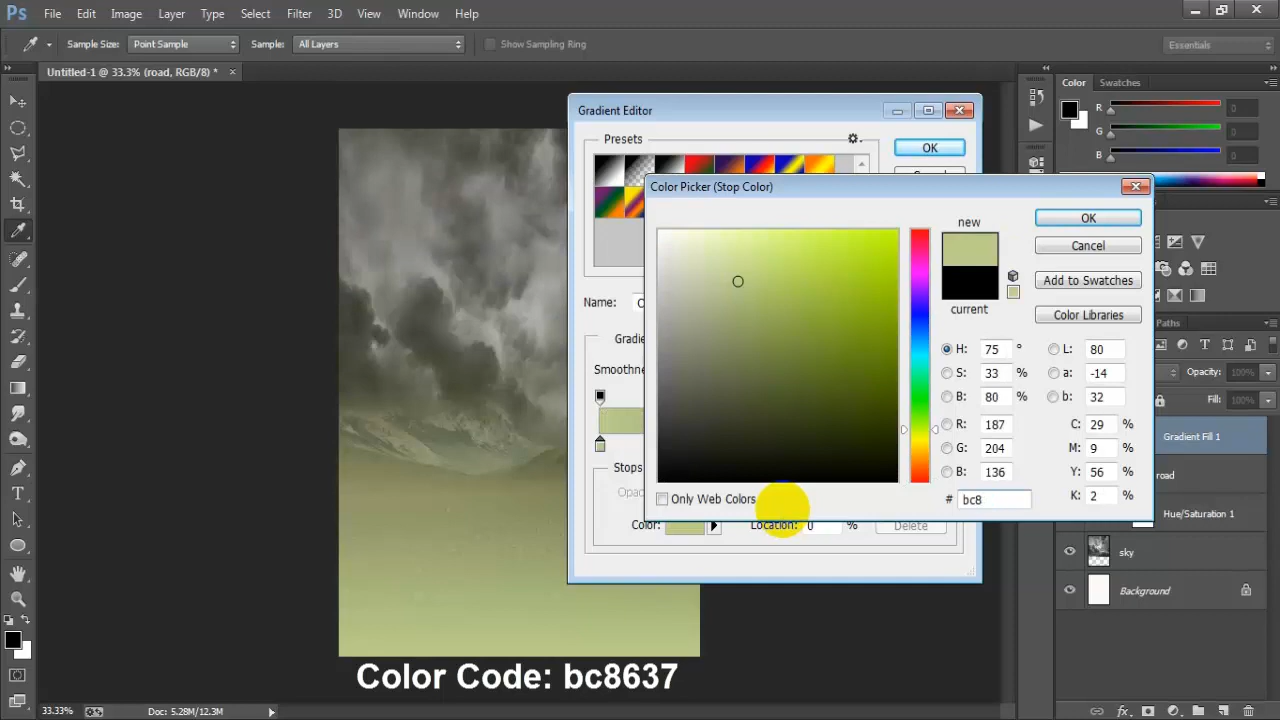 Ps File Edit Image Layer Type Select Filter 3D View Window Help
Sample Size: Point Sample Sample: All Layers Show Sampling Ring Essentials
Untitled-1 @ 33.3% (road, RGB/8) * ×
Color Swatches
R 0
G 0
B 0
Gradient Editor
Presets
OK
Name:
Smoothne
Stops
Color: Location: 0 % Delete
Color Picker (Stop Color)
new
current
OK
Cancel
Add to Swatches
Color Libraries
H: 75 ° L: 80
S: 33 % a: -14
B: 80 % b: 32
R: 187 C: 29 %
G: 204 M: 9 %
B: 136 Y: 56 %
# bc8 K: 2 %
Only Web Colors
Paths
Opacity: 100%
Fill: 100%
Gradient Fill 1
road
Hue/Saturation 1
sky
Background
Color Code: bc8637
33.33% Doc: 5.28M/12.3M